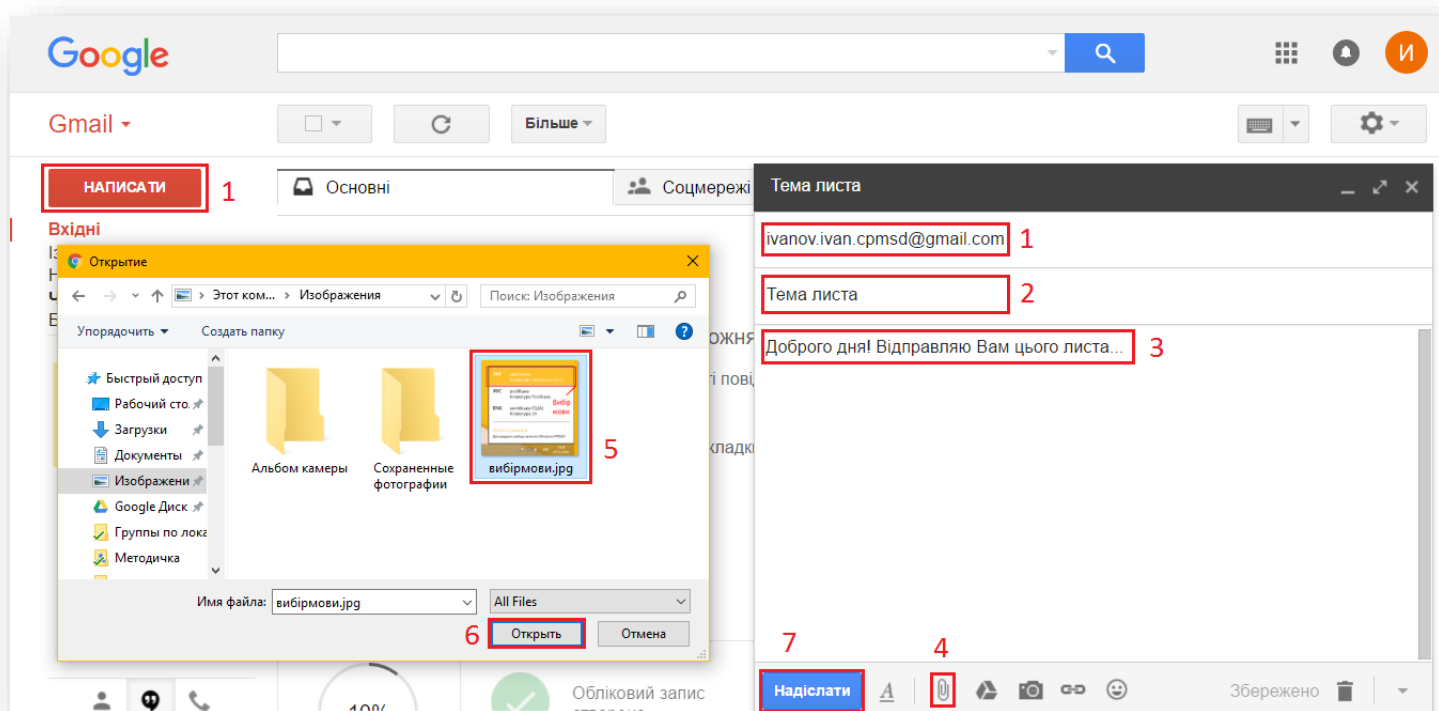 Google
И
Gmail
Більше
НАПИСАТИ
1
Основні
Соцмережі
Вхідні
Тема листа
ivanov.ivan.cpmsd@gmail.com
1
Тема листа
2
Доброго дня! Відправляю Вам цього листа...
3
Открытие
Этот ком... › Изображения
Поиск: Изображения
Упорядочить
Создать папку
Быстрый доступ
Рабочий сто.
Загрузки
Документы
Изображени
Google Диск
Группы по лока
Методичка
Альбом камеры
Сохраненные
фотографии
Вибір
мови
вибірмови.jpg
5
Имя файла:
вибірмови.jpg
All Files
6
Открыть
Отмена
7
4
Надіслати
A
Збережено
10%
Обліковий запис